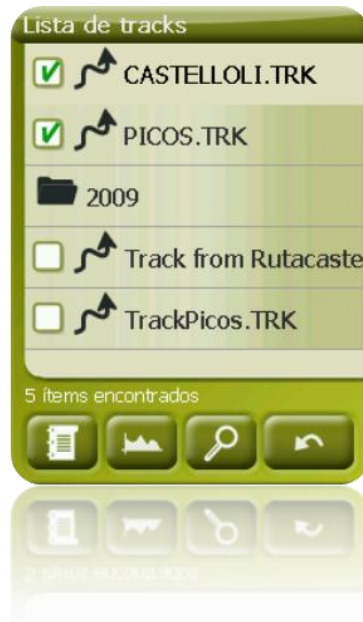 Lista de tracks
CASTELLOLI.TRK
PICOS.TRK
2009
Track from Rutacaste
TrackPicos.TRK
5 ítems encontrados